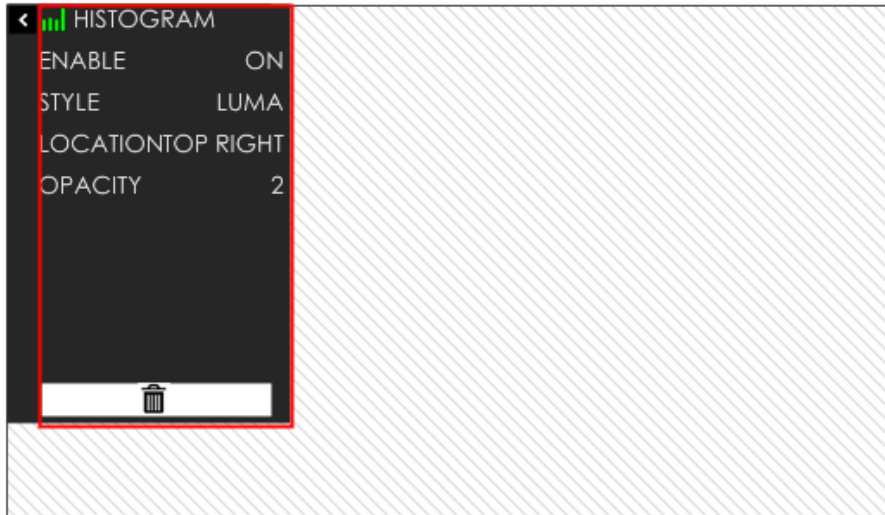 HISTOGRAM
ENABLE ON
STYLE LUMA
LOCATIONTOP RIGHT
OPACITY 2